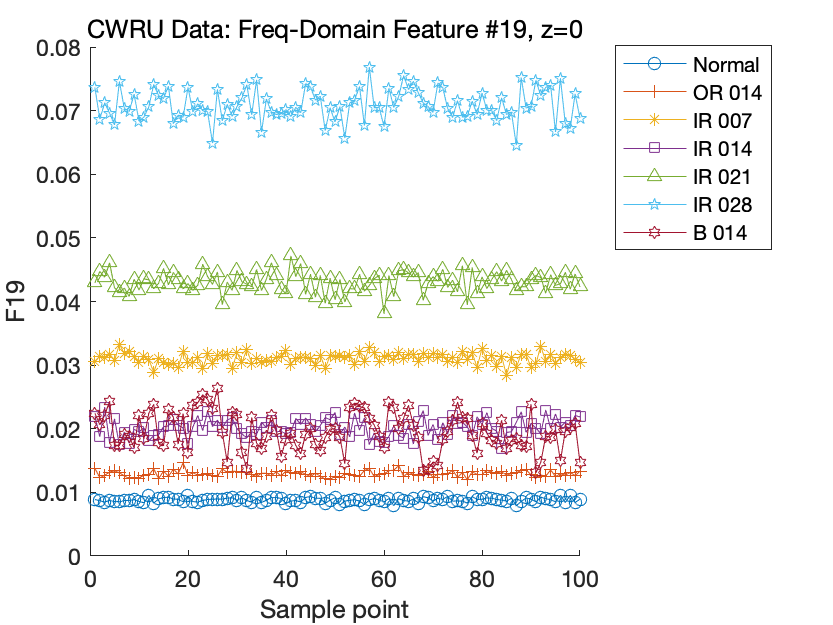 CWRU Data: Freq-Domain Feature #19, z=0
0.08
0.07
0.06
0.05
0.04
0.03
0.02
0.01
0
F19
0
20
40
60
80
100
Sample point
Normal
OR 014
IR 007
IR 014
IR 021
IR 028
B 014